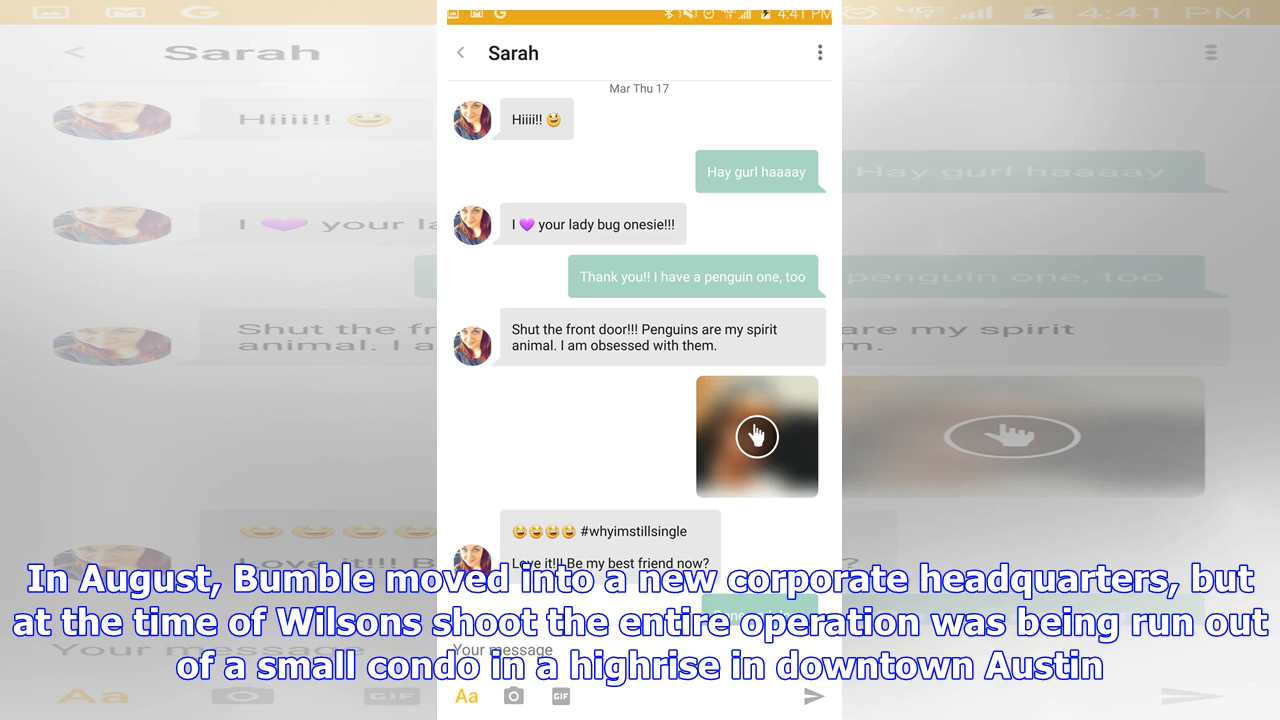 4:41 PM
Sarah
Mar Thu 17
Hiiii!! 😆
Hay gurl haaaay
I 💜 your lady bug onesie!!!
Thank you!! I have a penguin one, too
Shut the front door!!! Penguins are my spirit
animal. I am obsessed with them.
😂😂😂😂 #whyimstillsingle
Love it!!! Be my best friend now?
In August, Bumble moved into a new corporate headquarters, but
at the time of Wilsons shoot the entire operation was being run out
of a small condo in a highrise in downtown Austin
Your message
Aa
GIF